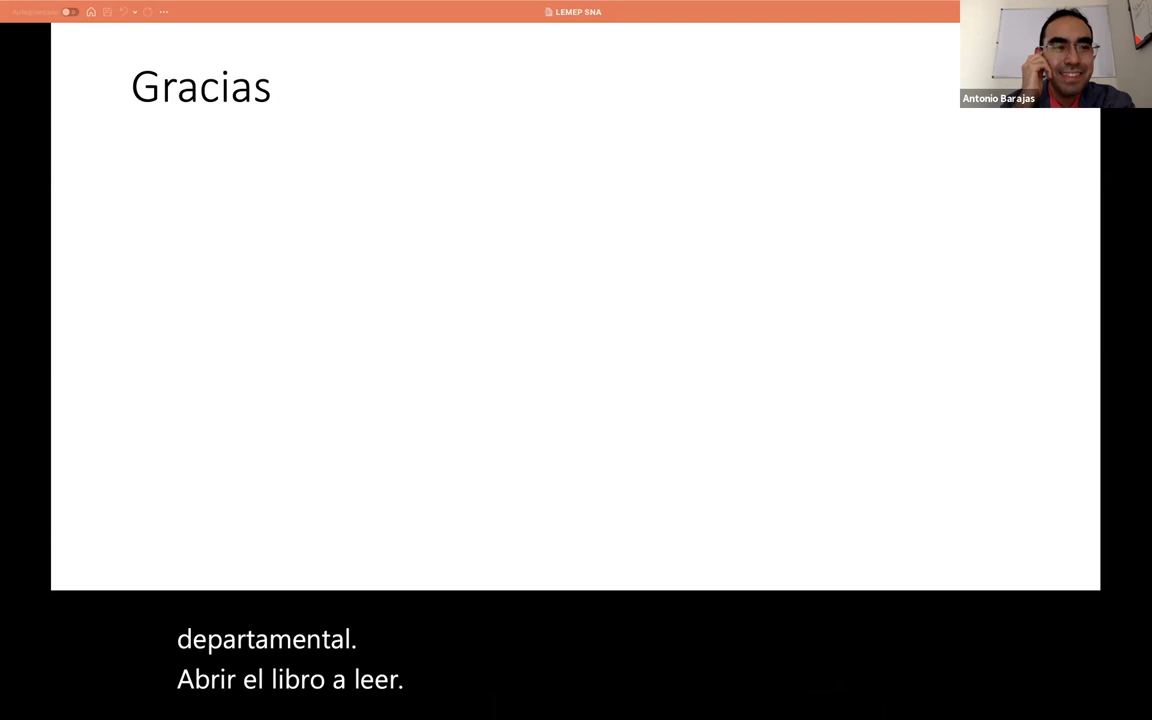 LEMEP SNA
Gracias
Antonio Barajas
departamental.
Abrir el libro a leer.